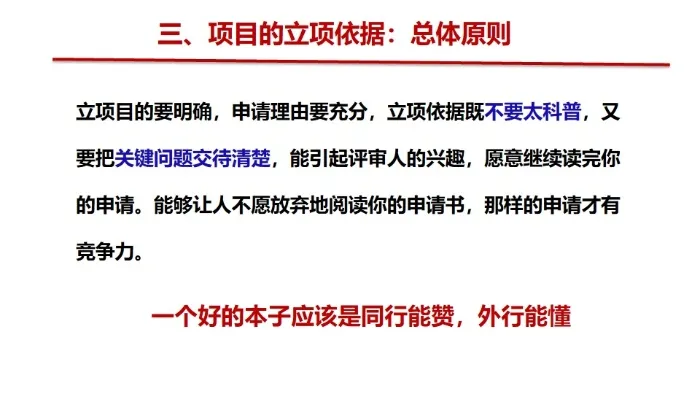 三、项目的立项依据：总体原则
立项目的要明确，申请理由要充分，立项依据既不要太科普，又
要把关键问题交待清楚，能引起评审人的兴趣，愿意继续读完你
的申请。能够让人不愿放弃地阅读你的申请书，那样的申请才有
竞争力。
一个好的本子应该是同行能赞，外行能懂